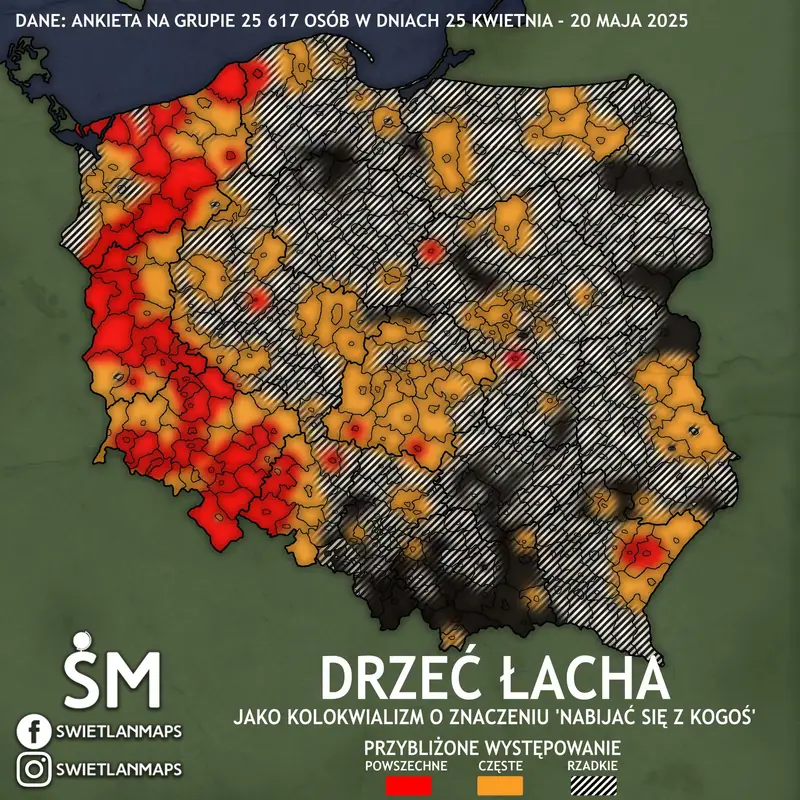 DANE: ANKIETA NA GRUPIE 25 617 OSÓB W DNIACH 25 KWIETNIA - 20 MAJA 2025
ŚM
SWIETLANMAPS
SWIETLANMAPS
DRZEĆ ŁACHA
JAKO KOLOKWIALIZM O ZNACZENIU 'NABIJAĆ SIĘ Z KOGOŚ'
PRZYBLIŻONE WYSTĘPOWANIE
POWSZECHNE CZĘSTE RZADKIE